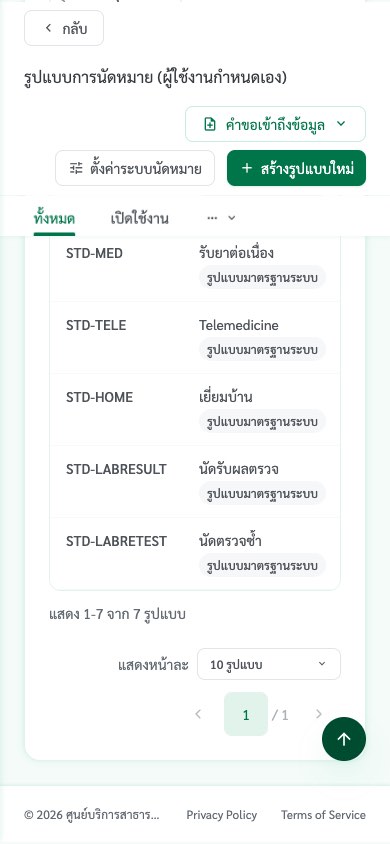 กลับ
รูปแบบการนัดหมาย (ผู้ใช้งานกำหนดเอง)
คำขอเข้าถึงข้อมูล
ตั้งค่าระบบนัดหมาย
สร้างรูปแบบใหม่
ทั้งหมด เปิดใช้งาน ...
STD-MED รับยาต่อเนื่อง
รูปแบบมาตรฐานระบบ
STD-TELE Telemedicine
รูปแบบมาตรฐานระบบ
STD-HOME เยี่ยมบ้าน
รูปแบบมาตรฐานระบบ
STD-LABRESULT นัดรับผลตรวจ
รูปแบบมาตรฐานระบบ
STD-LABRETEST นัดตรวจซ้ำ
รูปแบบมาตรฐานระบบ
แสดง 1-7 จาก 7 รูปแบบ
แสดงหน้าละ 10 รูปแบบ
1 / 1
© 2026 ศูนย์บริการสาธาร... Privacy Policy Terms of Service